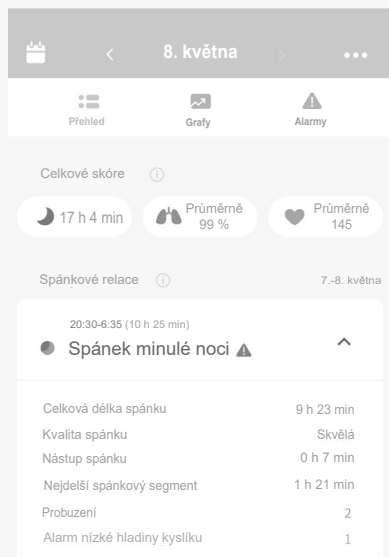 8. května
Přehled
Grafy
Alarmy
Celkové skóre
17 h 4 min
Průměrně
99 %
Průměrně
145
Spánkové relace
7.-8. května
20:30-6:35 (10 h 25 min)
Spánek minulé noci
Celková délka spánku 9 h 23 min
Kvalita spánku Skvělá
Nástup spánku 0 h 7 min
Nejdelší spánkový segment 1 h 21 min
Probuzení 2
Alarm nízké hladiny kyslíku 1